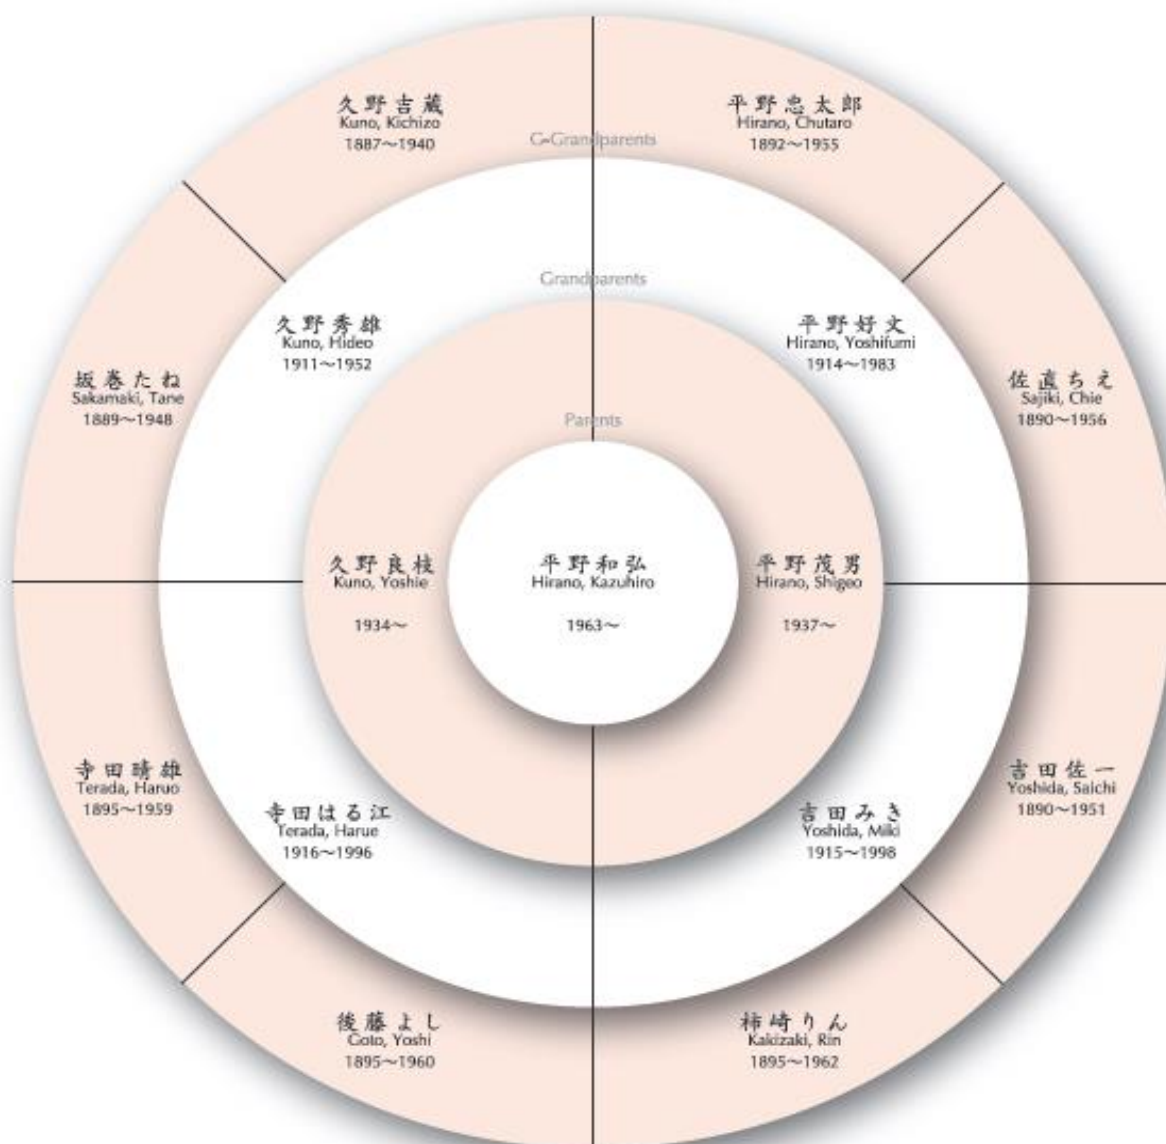 久野吉蔵
Kuno, Kichizo
1887～1940
平野忠太郎
Hirano, Chutaro
1892～1955
G-Grandparents
Grandparents
久野秀雄
Kuno, Hideo
1911～1952
平野好文
Hirano, Yoshifumi
1914～1983
坂巻たね
Sakamaki, Tane
1889～1948
佐直ちえ
Sajiki, Chie
1890～1956
Parents
久野良枝
Kuno, Yoshie
1934～
平野和弘
Hirano, Kazuhiro
1963～
平野茂男
Hirano, Shigeo
1937～
寺田晴雄
Terada, Haruo
1895～1959
吉田佐一
Yoshida, Saichi
1890～1951
寺田はる江
Terada, Harue
1916～1996
吉田みき
Yoshida, Miki
1915～1998
後藤よし
Goto, Yoshi
1895～1960
柿崎りん
Kakizaki, Rin
1895～1962